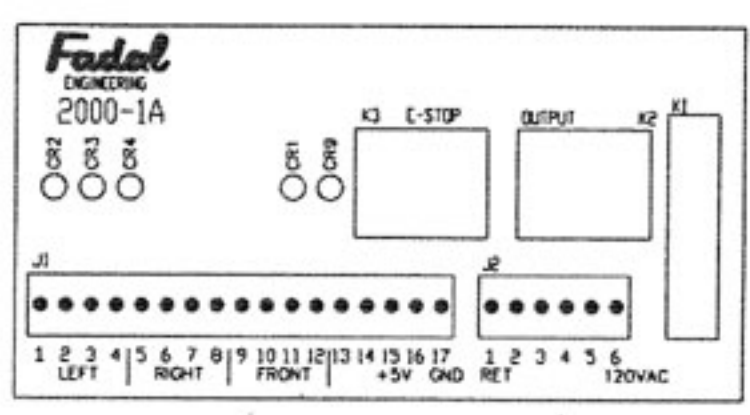 Fadal
ENGINEERING
2000-1A
CR2
CR3
CR4
CR1
CR9
K3 E-STOP
OUTPUT K2
K1
J1
J2
1 2 3 4 5 6 7 8 9 10 11 12 13 14 15 16 17
LEFT RIGHT FRONT +5V GND
1 2 3 4 5 6
RET 120VAC